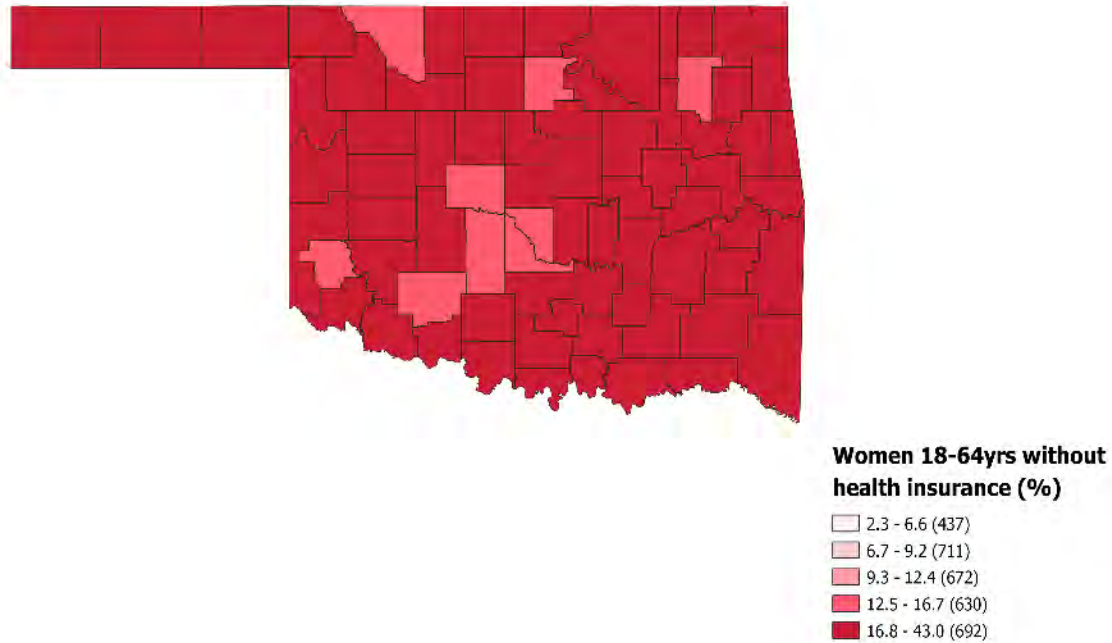 Women 18-64yrs without
health insurance (%)
2.3 - 6.6 (437)
6.7 - 9.2 (711)
9.3 - 12.4 (672)
12.5 - 16.7 (630)
16.8 - 43.0 (692)